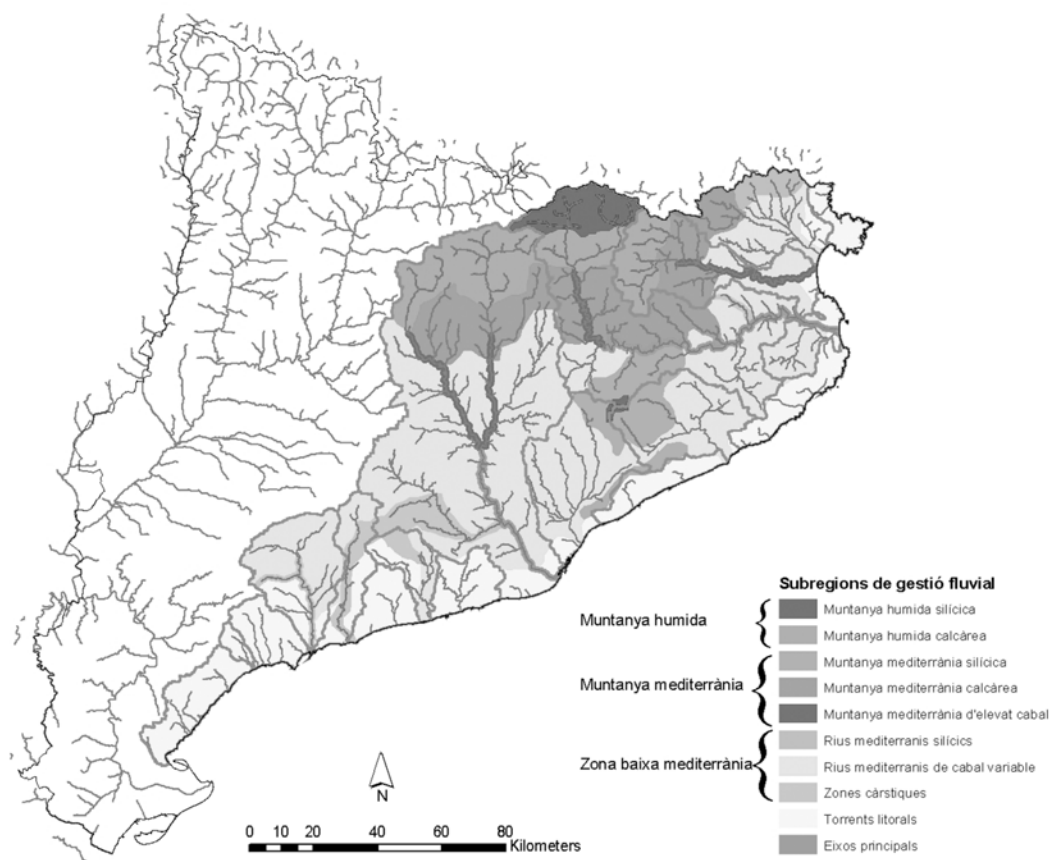 Subregions de gestió fluvial
Muntanya humida
Muntanya humida silícica
Muntanya humida calcàrea
Muntanya mediterrània
Muntanya mediterrània silícica
Muntanya mediterrània calcàrea
Muntanya mediterrània d'elevat cabal
Zona baixa mediterrània
Rius mediterranis silícics
Rius mediterranis de cabal variable
Zones càrstiques
Torrents litorals
Eixos principals
N
0 10 20 40 60 80
Kilometers